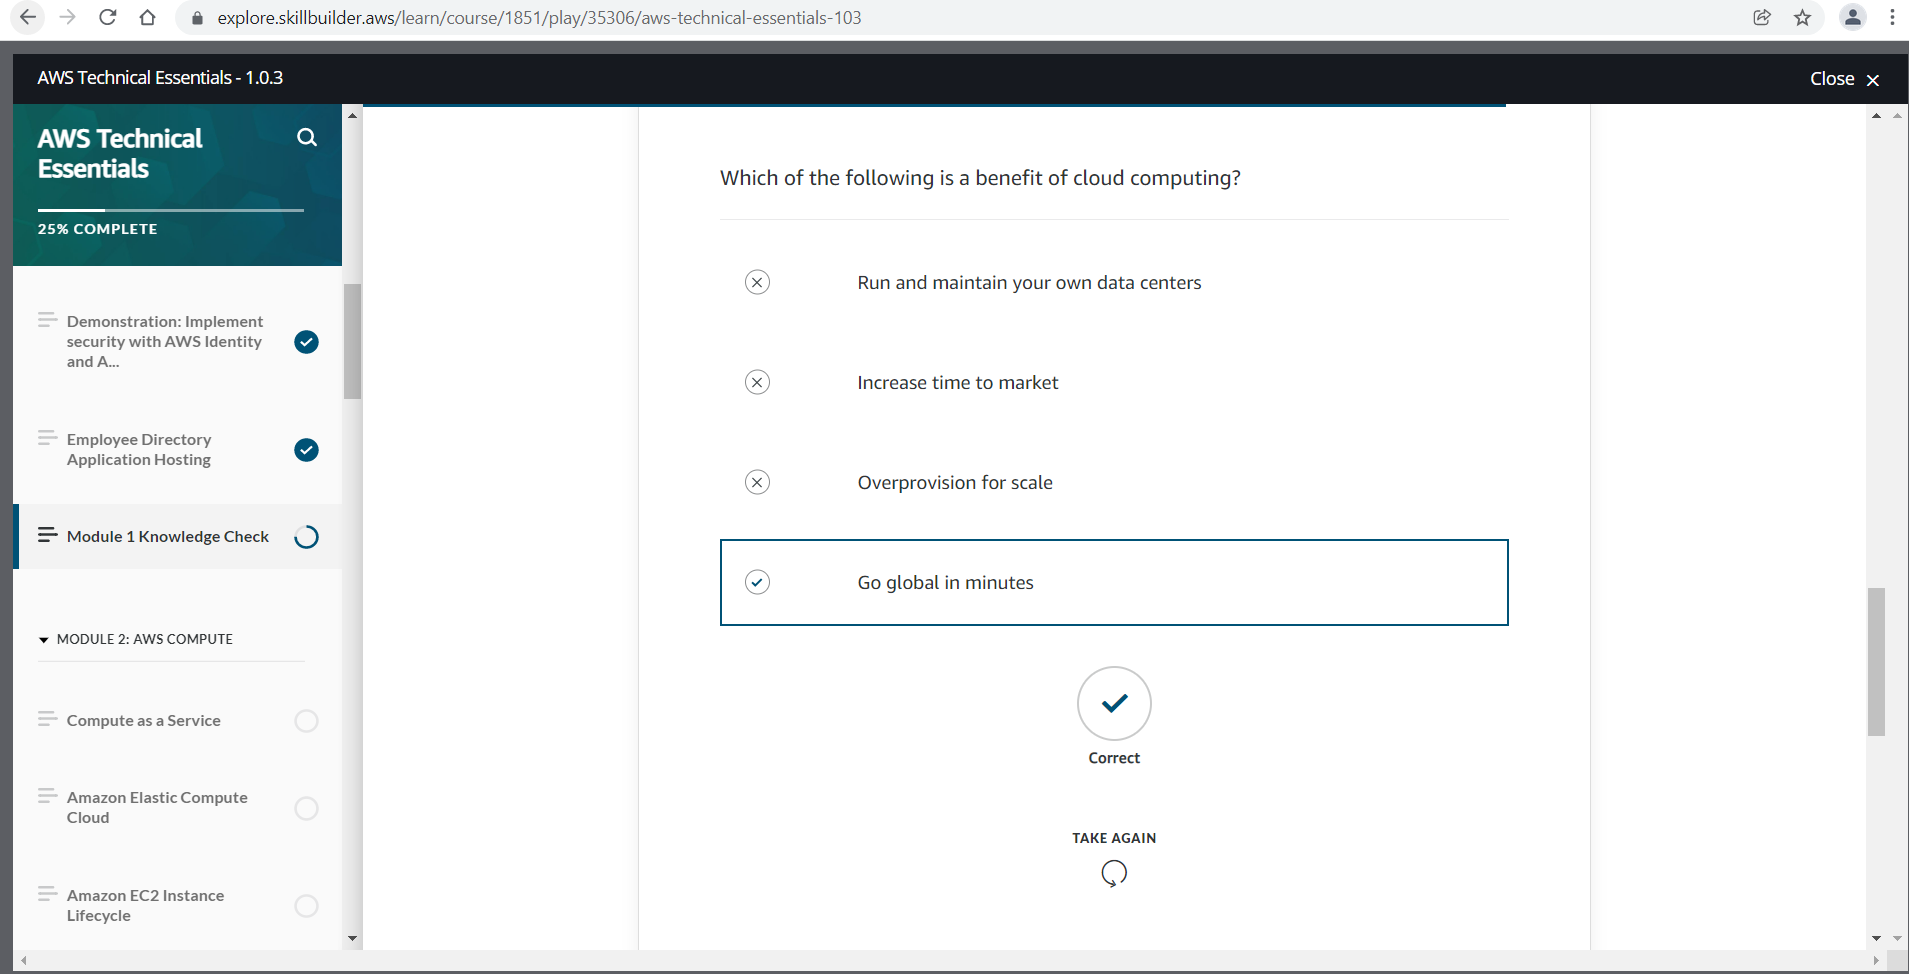 explore.skillbuilder.aws/learn/course/1851/play/35306/aws-technical-essentials-103
AWS Technical Essentials - 1.0.3
Close
AWS Technical
Essentials
25% COMPLETE
Demonstration: Implement
security with AWS Identity
and A...
Employee Directory
Application Hosting
Module 1 Knowledge Check
MODULE 2: AWS COMPUTE
Compute as a Service
Amazon Elastic Compute
Cloud
Amazon EC2 Instance
Lifecycle
Which of the following is a benefit of cloud computing?
Run and maintain your own data centers
Increase time to market
Overprovision for scale
Go global in minutes
Correct
TAKE AGAIN